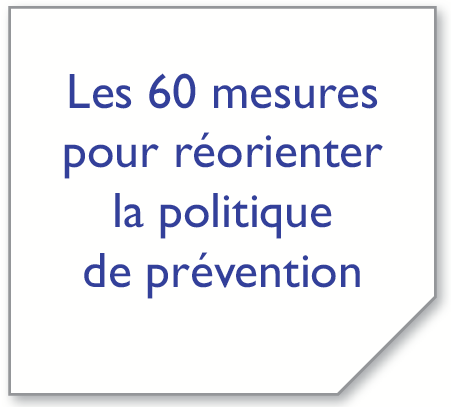 Les 60 mesures
pour réorienter
la politique
de prévention